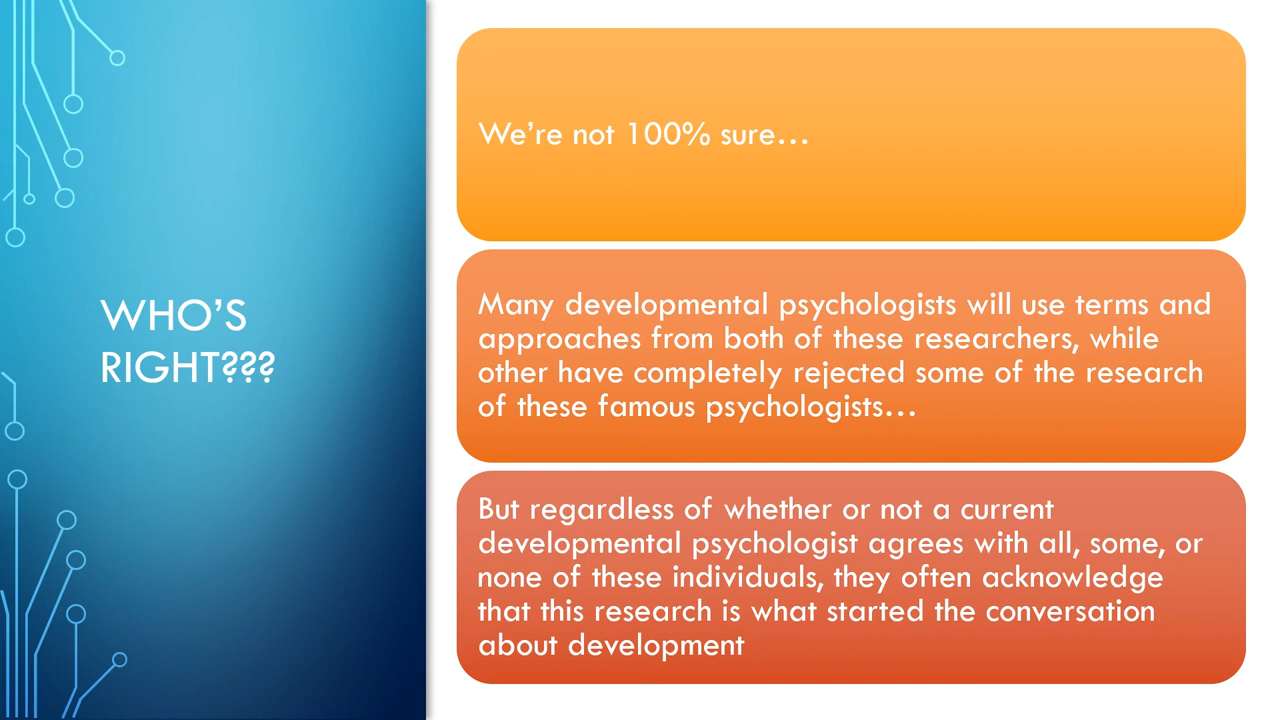 WHO’S
RIGHT???
We’re not 100% sure…
Many developmental psychologists will use terms and
approaches from both of these researchers, while
other have completely rejected some of the research
of these famous psychologists…
But regardless of whether or not a current
developmental psychologist agrees with all, some, or
none of these individuals, they often acknowledge
that this research is what started the conversation
about development